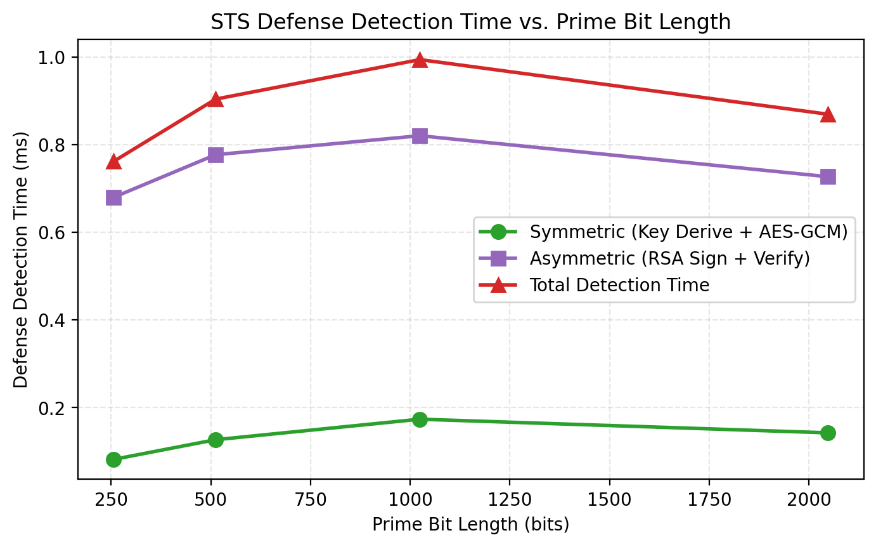 STS Defense Detection Time vs. Prime Bit Length
Defense Detection Time (ms)
1.0
0.8
0.6
0.4
0.2
Symmetric (Key Derive + AES-GCM)
Asymmetric (RSA Sign + Verify)
Total Detection Time
250 500 750 1000 1250 1500 1750 2000
Prime Bit Length (bits)